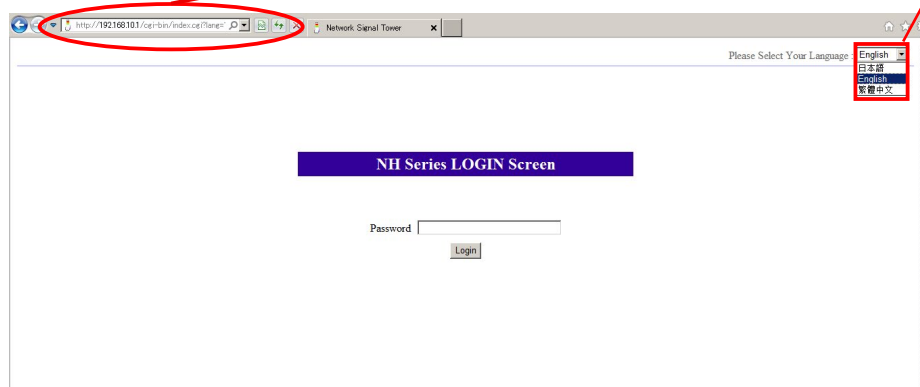 http://192.168.10.1/cgi-bin/index.cgi?lang='
Network Signal Tower
Please Select Your Language : English
日本語
English
繁體中文
NH Series LOGIN Screen
Password
Login